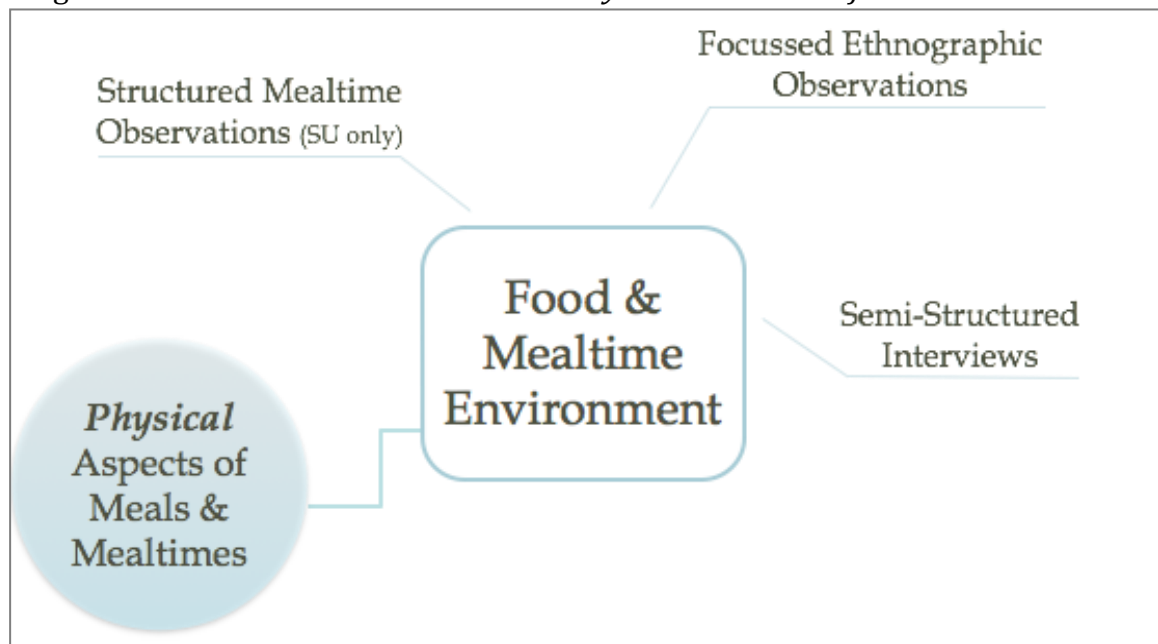 Structured Mealtime
Observations (SU only)
Focussed Ethnographic
Observations
Food &
Mealtime
Environment
Semi-Structured
Interviews
Physical
Aspects of
Meals &
Mealtimes